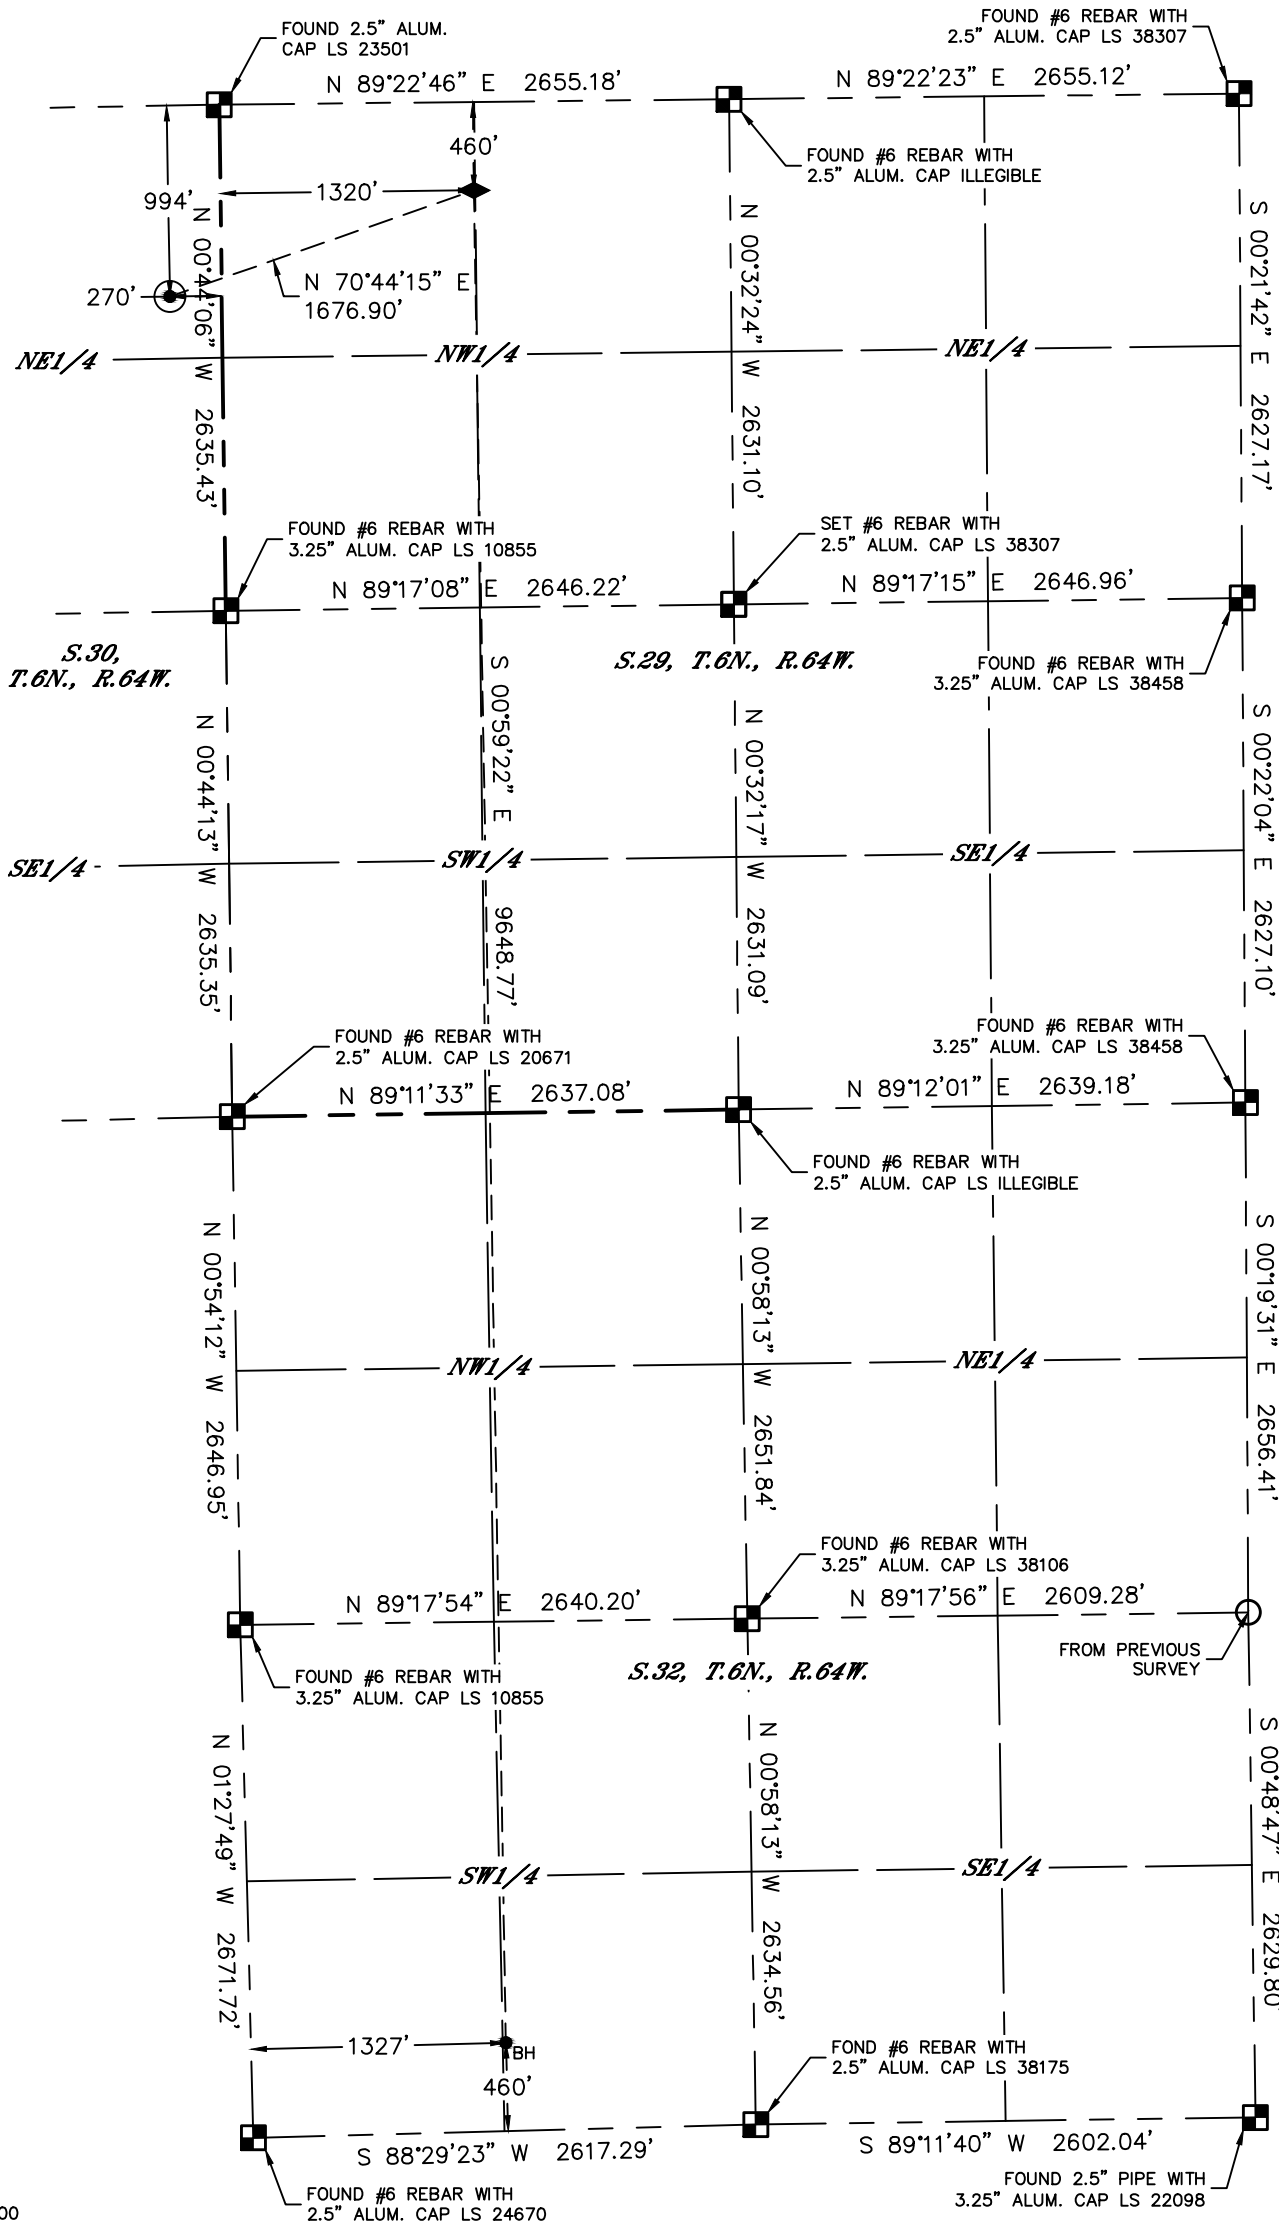 FOUND 2.5" ALUM.
CAP LS 23501
FOUND #6 REBAR WITH
2.5" ALUM. CAP LS 38307
N 89°22'46" E 2655.18'
N 89°22'23" E 2655.12'
460'
FOUND #6 REBAR WITH
2.5" ALUM. CAP ILLEGIBLE
994'
1320'
N 00°44'06" W 2635.43'
N 00°32'24" W 2631.10'
S 00°21'42" E 2627.17'
270'
N 70°44'15" E
1676.90'
NE1/4
NW1/4
NE1/4
FOUND #6 REBAR WITH
3.25" ALUM. CAP LS 10855
SET #6 REBAR WITH
2.5" ALUM. CAP LS 38307
N 89°17'08" E 2646.22'
N 89°17'15" E 2646.96'
S.30,
T.6N., R.64W.
S.29, T.6N., R.64W.
FOUND #6 REBAR WITH
3.25" ALUM. CAP LS 38458
N 00°44'13" W 2635.35'
S 00°59'22" E 9648.77'
N 00°32'17" W 2631.09'
S 00°22'04" E 2627.10'
SE1/4
SW1/4
SE1/4
FOUND #6 REBAR WITH
2.5" ALUM. CAP LS 20671
FOUND #6 REBAR WITH
3.25" ALUM. CAP LS 38458
N 89°11'33" E 2637.08'
N 89°12'01" E 2639.18'
FOUND #6 REBAR WITH
2.5" ALUM. CAP LS ILLEGIBLE
N 00°54'12" W 2646.95'
N 00°58'13" W 2651.84'
S 00°19'31" E 2656.41'
NW1/4
NE1/4
FOUND #6 REBAR WITH
3.25" ALUM. CAP LS 38106
N 89°17'54" E 2640.20'
N 89°17'56" E 2609.28'
FROM PREVIOUS
SURVEY
S.32, T.6N., R.64W.
FOUND #6 REBAR WITH
3.25" ALUM. CAP LS 10855
N 01°27'49" W 2671.72'
N 00°58'13" W 2634.56'
S 00°48'47" E 2629.80'
SW1/4
SE1/4
1327'
BH
460'
FOND #6 REBAR WITH
2.5" ALUM. CAP LS 38175
S 88°29'23" W 2617.29'
S 89°11'40" W 2602.04'
FOUND 2.5" PIPE WITH
3.25" ALUM. CAP LS 22098
FOUND #6 REBAR WITH
2.5" ALUM. CAP LS 24670
00